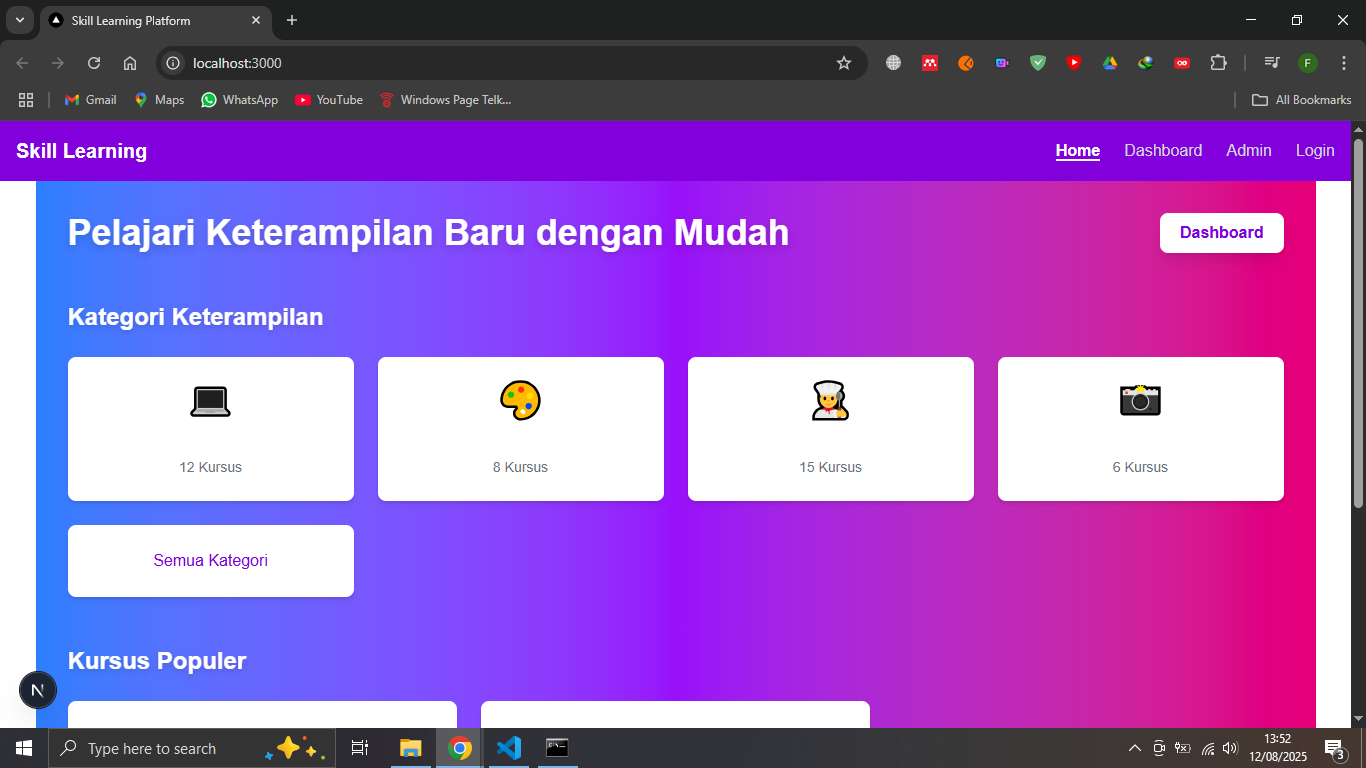 Skill Learning Platform
localhost:3000
F
Gmail
Maps
WhatsApp
YouTube
Windows Page Telk...
All Bookmarks
Skill Learning
Home
Dashboard
Admin
Login
Pelajari Keterampilan Baru dengan Mudah
Dashboard
Kategori Keterampilan
12 Kursus
8 Kursus
15 Kursus
6 Kursus
Semua Kategori
Kursus Populer
N
Type here to search
13:52
12/08/2025
3